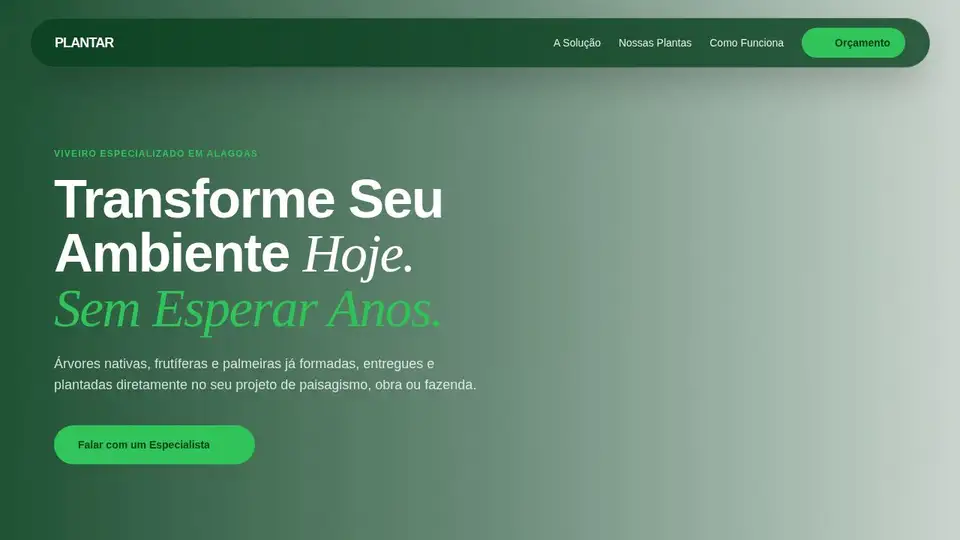 PLANTAR
A Solução
Nossas Plantas
Como Funciona
Orçamento
VIVEIRO ESPECIALIZADO EM ALAGOAS
Transforme Seu
Ambiente Hoje.
Sem Esperar Anos.
Árvores nativas, frutíferas e palmeiras já formadas, entregues e
plantadas diretamente no seu projeto de paisagismo, obra ou fazenda.
Falar com um Especialista